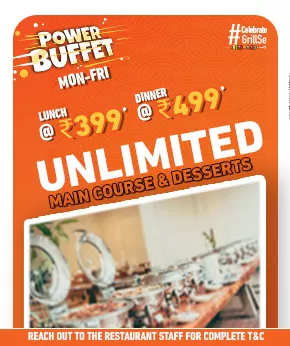 POWER
BUFFET
MON-FRI
#Celebrate
GrillSe
LUNCH
@ ₹399*
DINNER
@ ₹499*
UNLIMITED
MAIN COURSE & DESSERTS
REACH OUT TO THE RESTAURANT STAFF FOR COMPLETE T&C